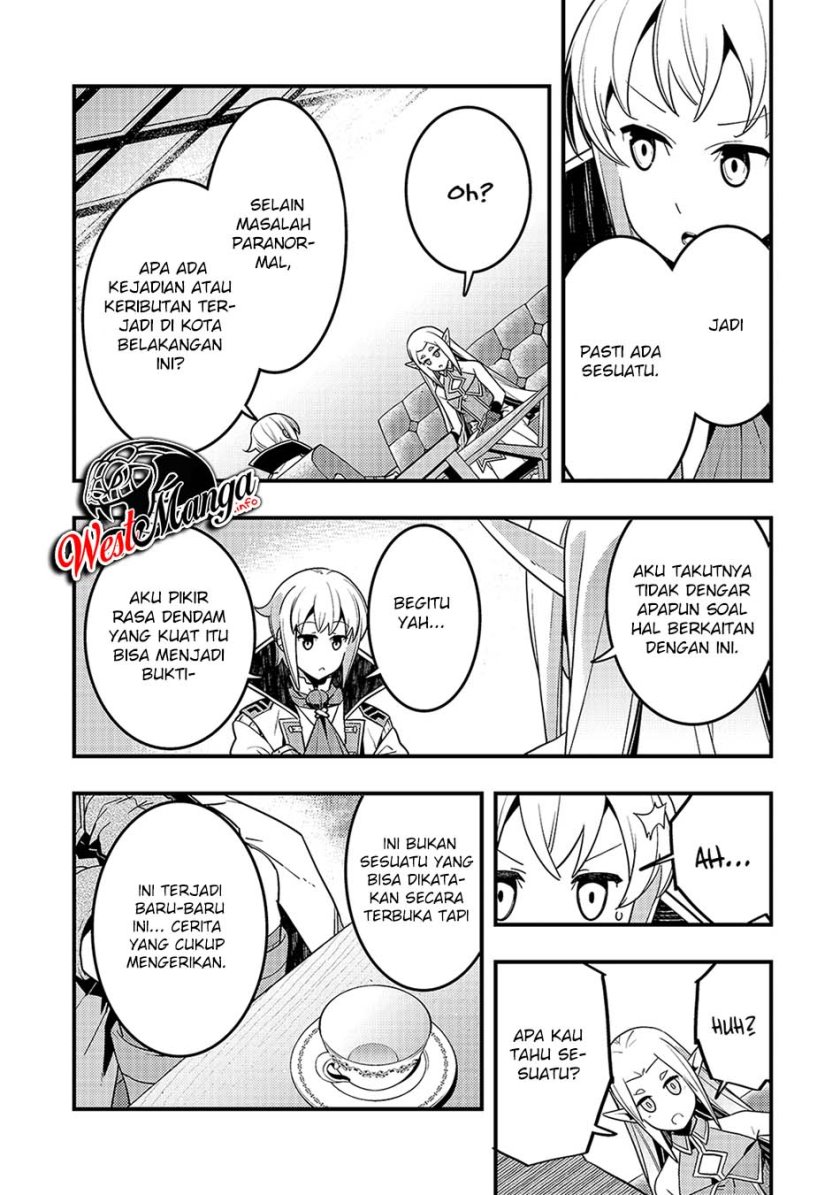 JADI
PASTI ADA
SESUATU.
Oh?
SELAIN
MASALAH
PARANOR-
MAL,
APA ADA
KEJADIAN ATAU
KERIBUTAN TER-
JADI DI KOTA
BELAKANGAN
INI?
WestManga
.info
AKU TAKUTNYA
TIDAK DENGAR
APAPUN SOAL
HAL BERKAITAN
DENGAN INI.
BEGITU
YAH...
AKU PIKIR
RASA DENDAM
YANG KUAT ITU
BISA MENJADI
BUKTI-
AH...
HUH?
APA KAU
TAHU SE-
SUATU?
INI BUKAN
SESUATU YANG
BISA DIKATA-
KAN SECARA
TERBUKA TAPI
INI TERJADI
BARU-BARU
INI... CERITA
YANG CUKUP
MENGERIKAN.